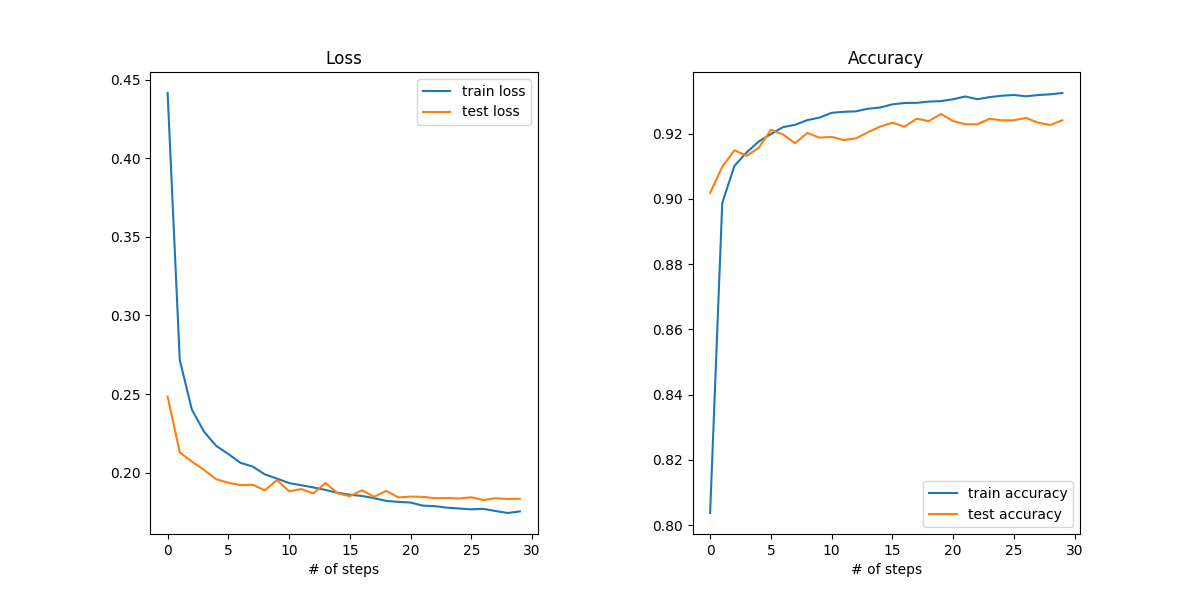 Loss
0.45
0.40
0.35
0.30
0.25
0.20
train loss
test loss
0 5 10 15 20 25 30
# of steps
Accuracy
0.92
0.90
0.88
0.86
0.84
0.82
0.80
train accuracy
test accuracy
0 5 10 15 20 25 30
# of steps